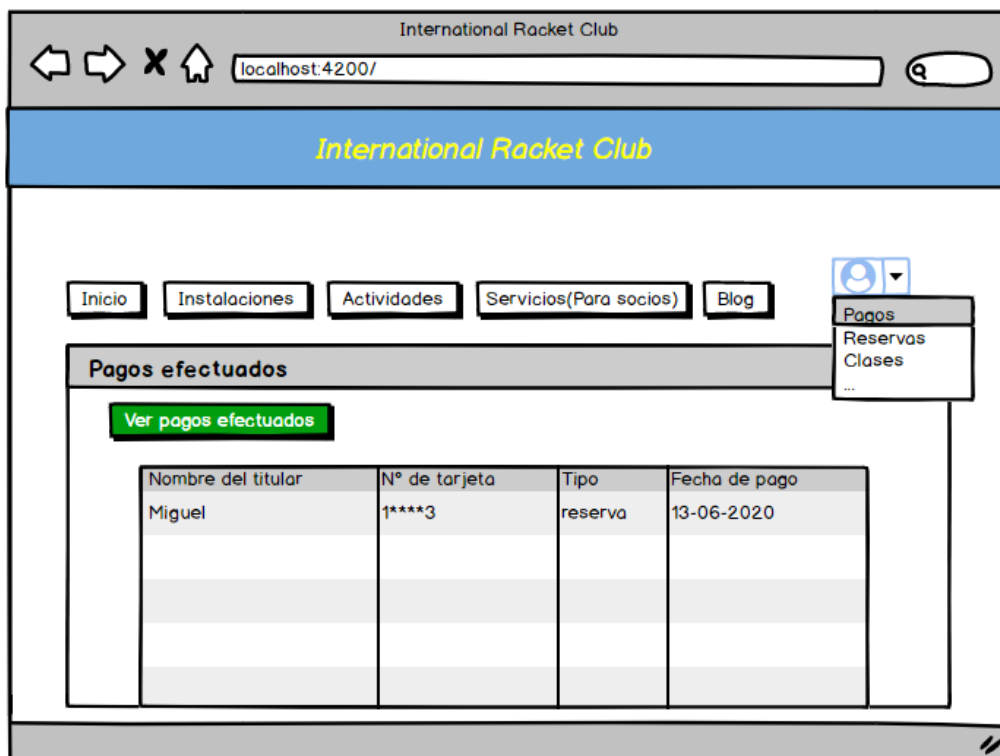 International Racket Club
localhost:4200/
International Racket Club
Inicio Instalaciones Actividades Servicios(Para socios) Blog
Pagos
Reservas
Clases
...
Pagos efectuados
Ver pagos efectuados
Nombre del titular N° de tarjeta Tipo Fecha de pago
Miguel 1****3 reserva 13-06-2020